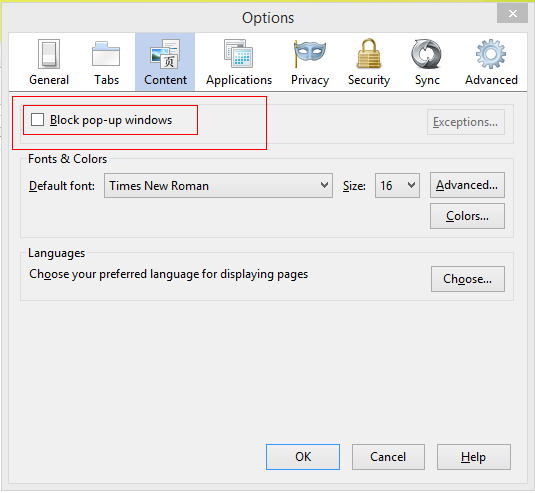 Options
General Tabs Content Applications Privacy Security Sync Advanced
Block pop-up windows Exceptions...
Fonts & Colors
Default font: Times New Roman Size: 16 Advanced...
Colors...
Languages
Choose your preferred language for displaying pages Choose...
OK Cancel Help